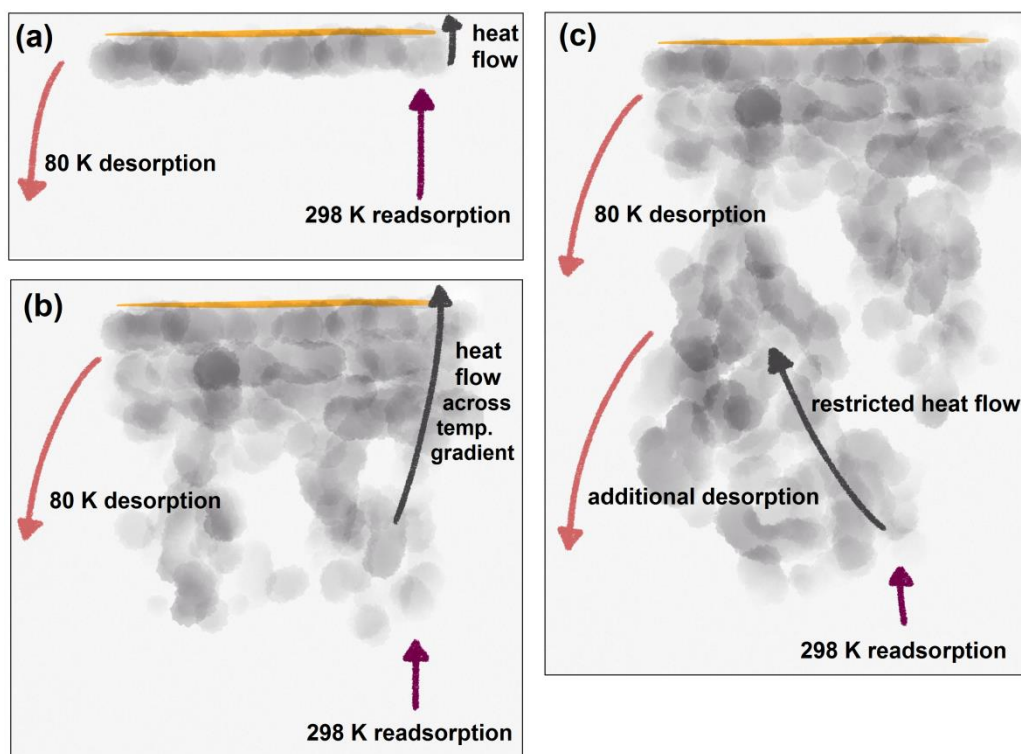 (a)
heat
flow
80 K desorption
298 K readsorption
(b)
heat
flow
across
temp.
gradient
80 K desorption
298 K readsorption
(c)
80 K desorption
restricted heat flow
additional desorption
298 K readsorption